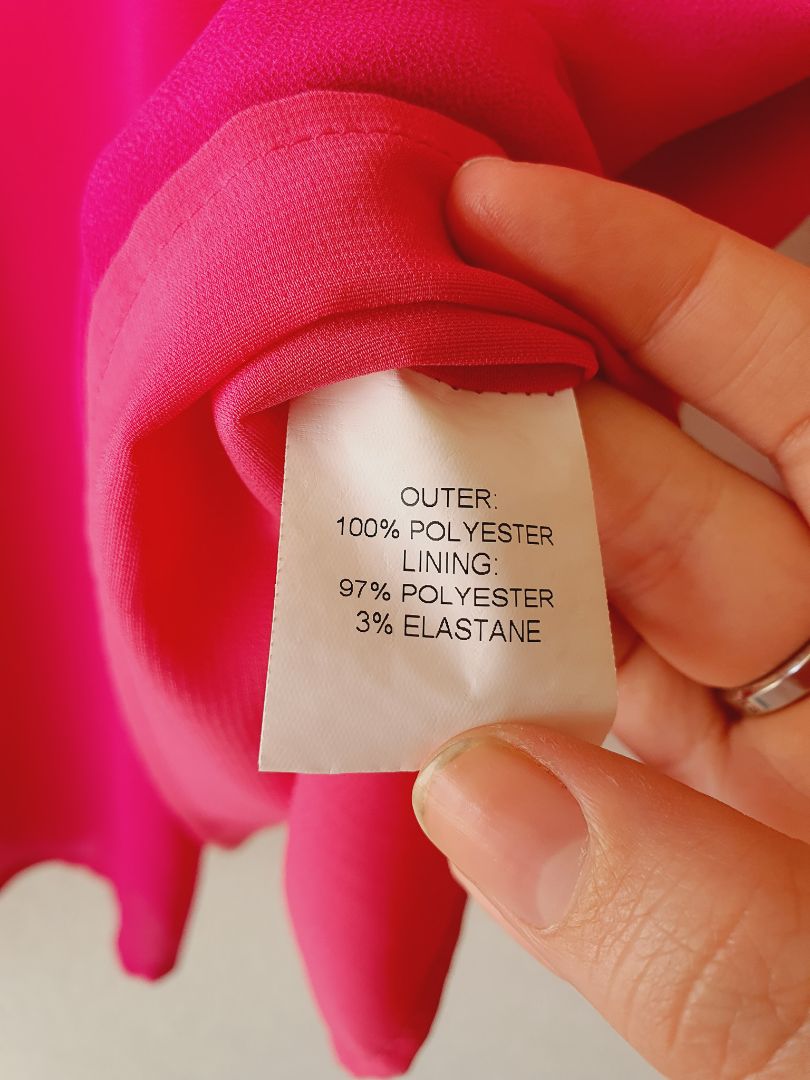 OUTER:
100% POLYESTER
LINING:
97% POLYESTER
3% ELASTANE